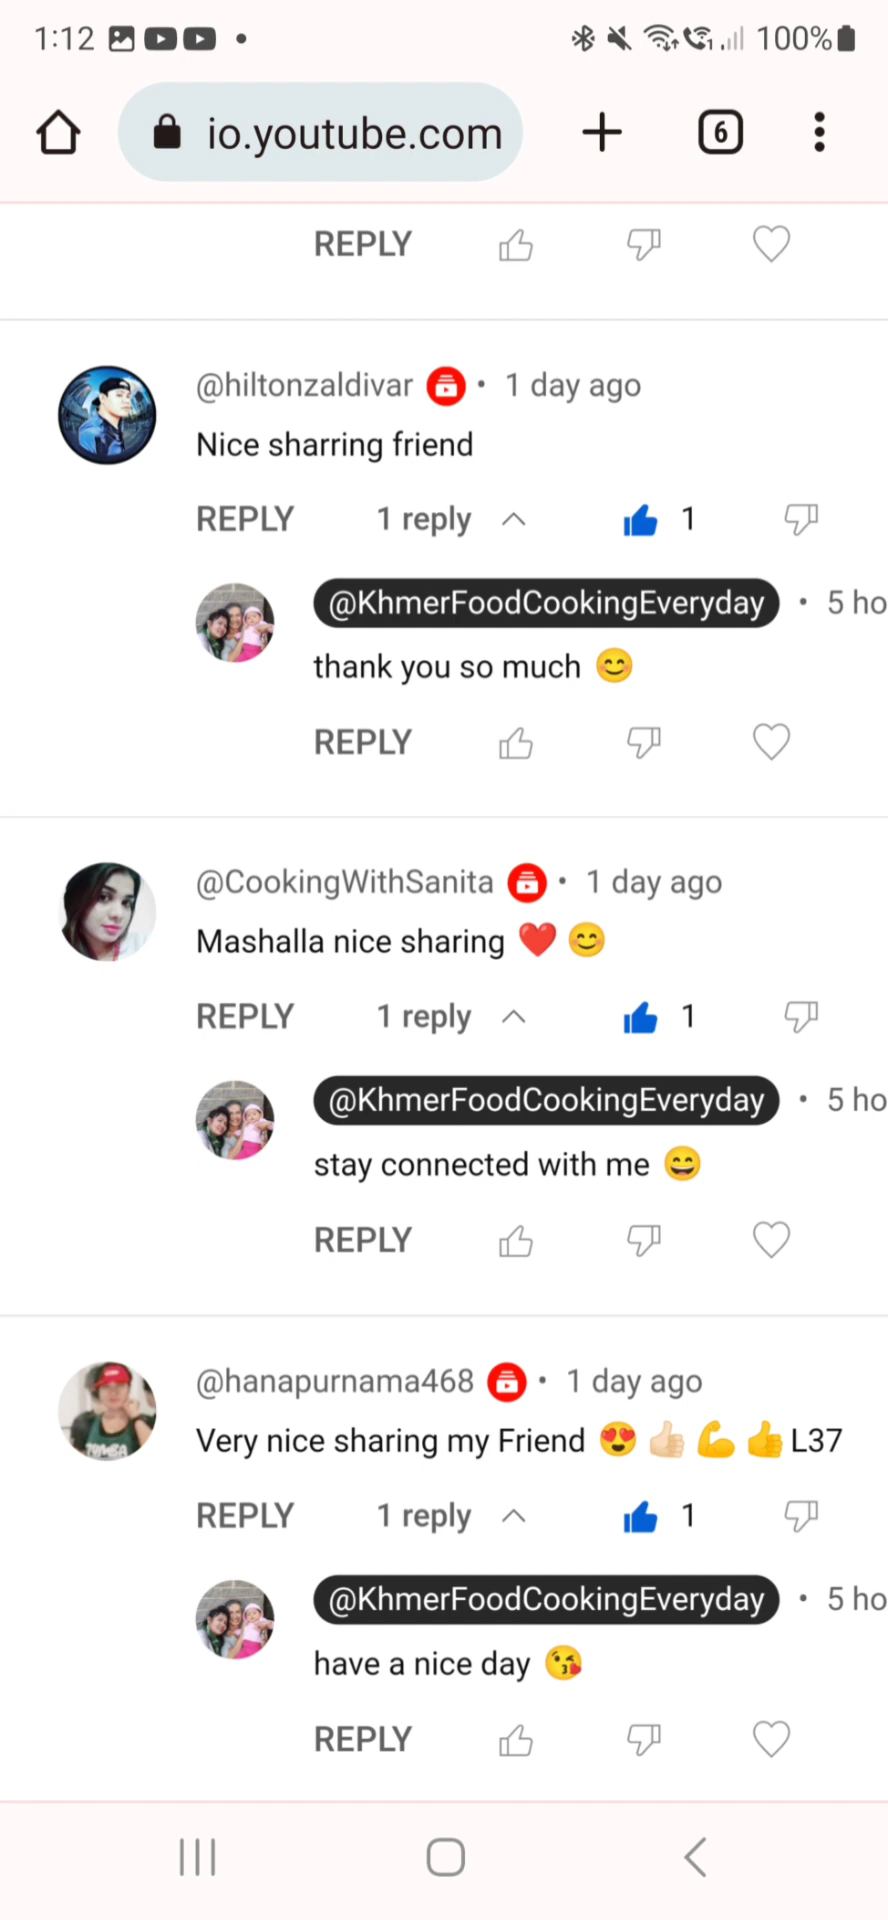 1:12
100%
io.youtube.com
6
REPLY
@hiltonzaldivar • 1 day ago
Nice sharring friend
REPLY 1 reply 1
@KhmerFoodCookingEveryday • 5 ho
thank you so much 😊
REPLY
@CookingWithSanita • 1 day ago
Mashalla nice sharing ❤️ 😊
REPLY 1 reply 1
@KhmerFoodCookingEveryday • 5 ho
stay connected with me 😄
REPLY
@hanapurnama468 • 1 day ago
Very nice sharing my Friend 😍 👍🏻 💪 👍 L37
REPLY 1 reply 1
@KhmerFoodCookingEveryday • 5 ho
have a nice day 😘
REPLY